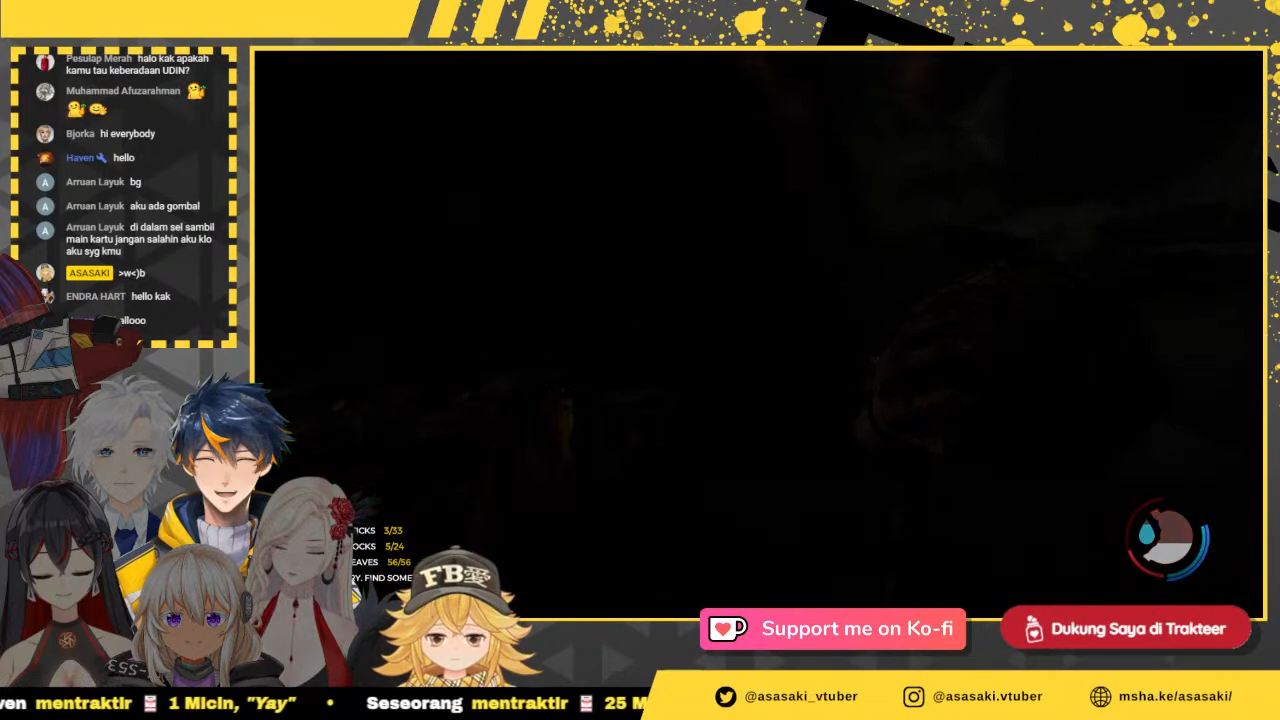 Pesulap Merah halo kak apakah
kamu tau keberadaan UDIN?
Muhammad Afuzarahman
Bjorka hi everybody
Haven hello
A Arruan Layuk bg
A Arruan Layuk aku ada gombal
A Arruan Layuk di dalam sel sambil
main kartu jangan salahin aku klo
aku syg kmu
ASASAKI >w<)b
ENDRA HART hello kak
allooo
3/33
5/24
56/56
FIND SOME
FB
Support me on Ko-fi
Dukung Saya di Trakteer
ven mentraktir 1 Micin, "Yay" • Seseorang mentraktir 25 M
@asasaki_vtuber
@asasaki.vtuber
msha.ke/asasaki/